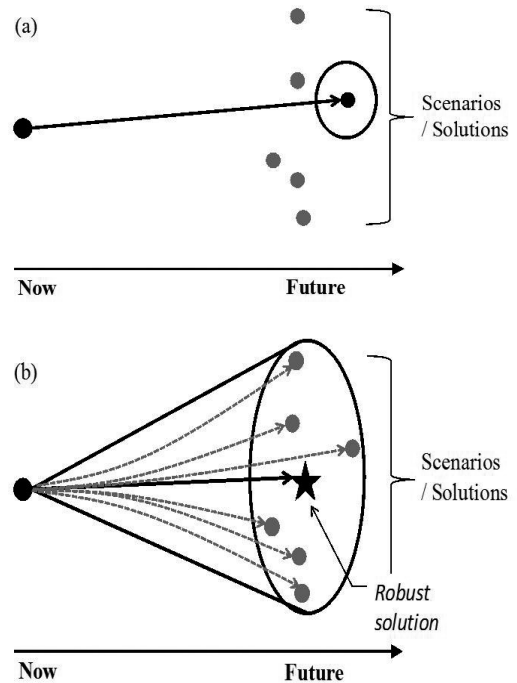 (a)
Scenarios
/ Solutions
Now
Future
(b)
Scenarios
/ Solutions
Robust
solution
Now
Future